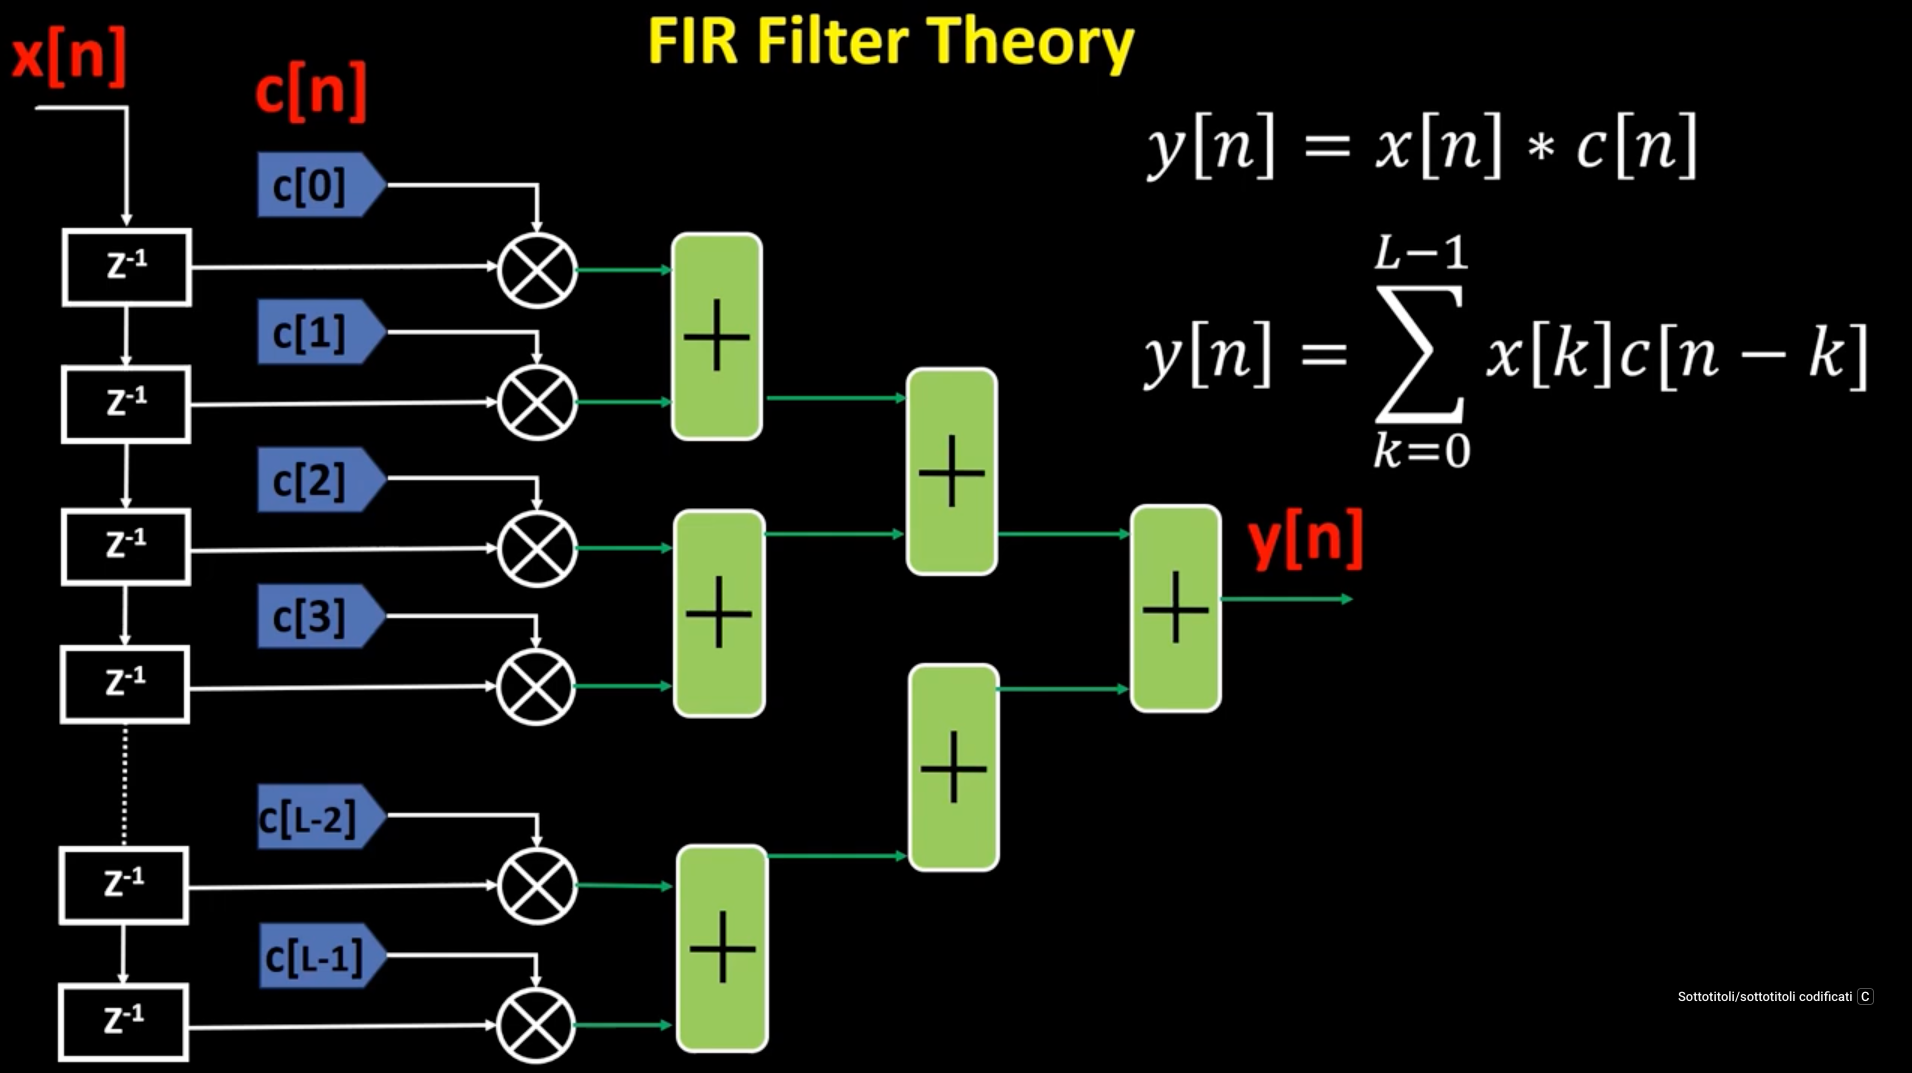 FIR Filter Theory
x[n]
c[n]
y[n] = x[n] * c[n]
c[0]
L−1
Z⁻¹
c[1]
y[n] = ∑ x[k]c[n − k]
k=0
Z⁻¹
c[2]
Z⁻¹
y[n]
c[3]
Z⁻¹
c[L-2]
Z⁻¹
c[L-1]
Z⁻¹
Sottotitoli/sottotitoli codificati C